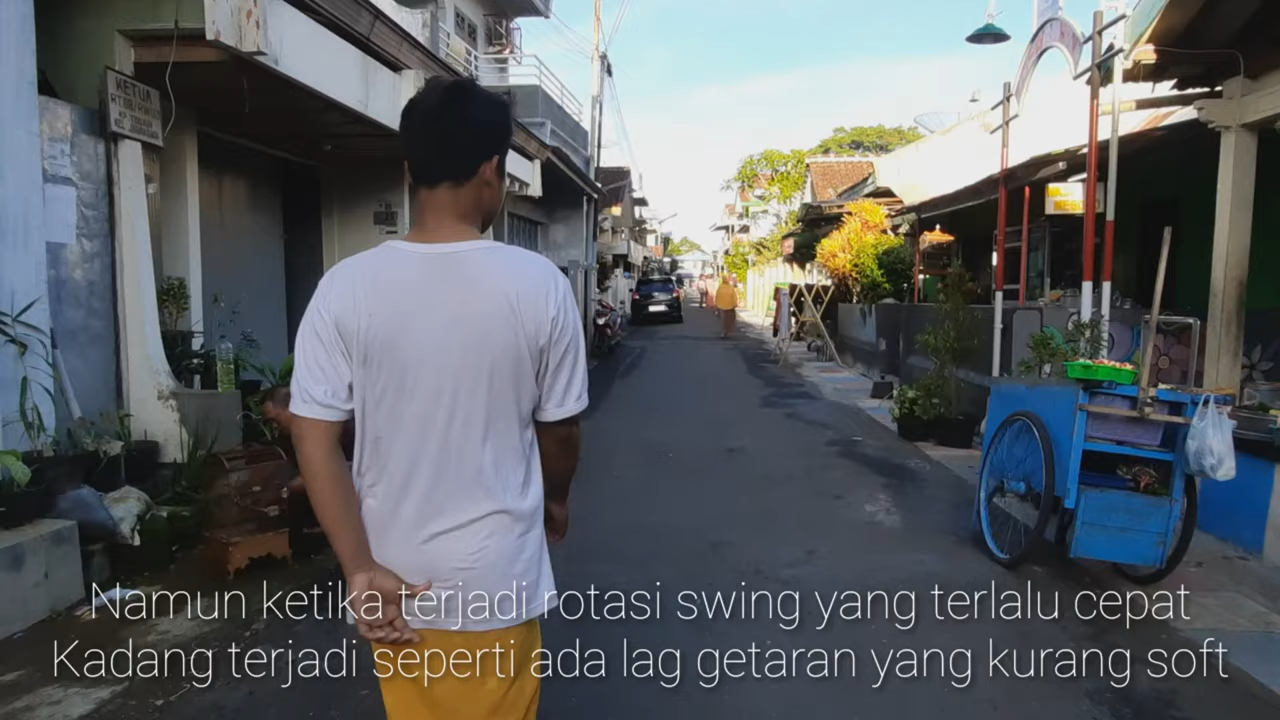 KETUA
Namun ketika terjadi rotasi swing yang terlalu cepat
Kadang terjadi seperti ada lag getaran yang kurang soft